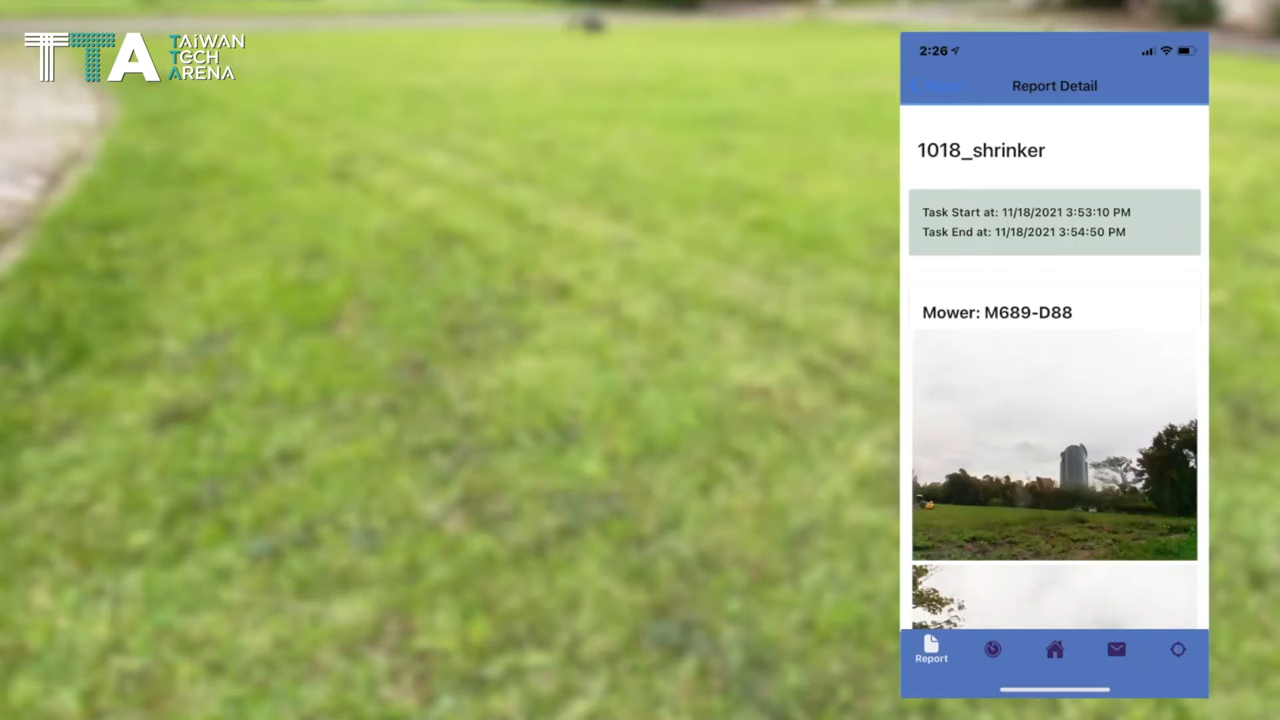 TTA
TAIWAN
TECH
ARENA
2:26
Report Detail
1018_shrinker
Task Start at: 11/18/2021 3:53:10 PM
Task End at: 11/18/2021 3:54:50 PM
Mower: M689-D88
Report